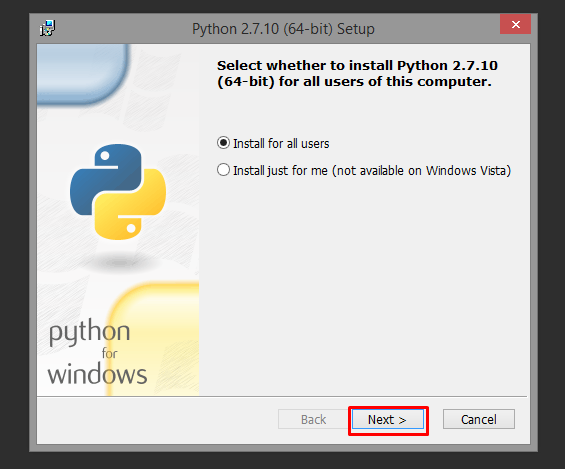 Python 2.7.10 (64-bit) Setup
Select whether to install Python 2.7.10
(64-bit) for all users of this computer.
Install for all users
Install just for me (not available on Windows Vista)
python
for
windows
Back
Next >
Cancel